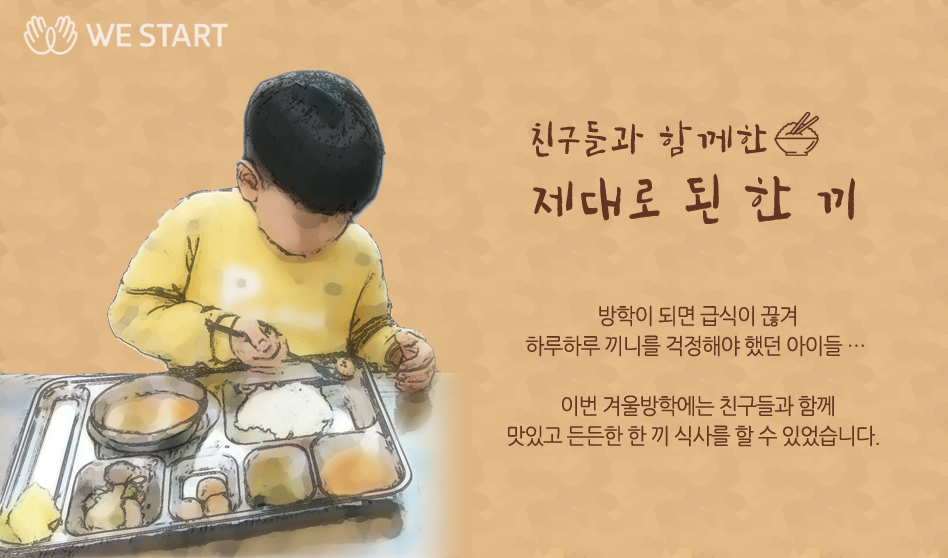 WE START
친구들과 함께한
제대로 된 한 끼
방학이 되면 급식이 끊겨
하루하루 끼니를 걱정해야 했던 아이들 …
이번 겨울방학에는 친구들과 함께
맛있고 든든한 한 끼 식사를 할 수 있었습니다.